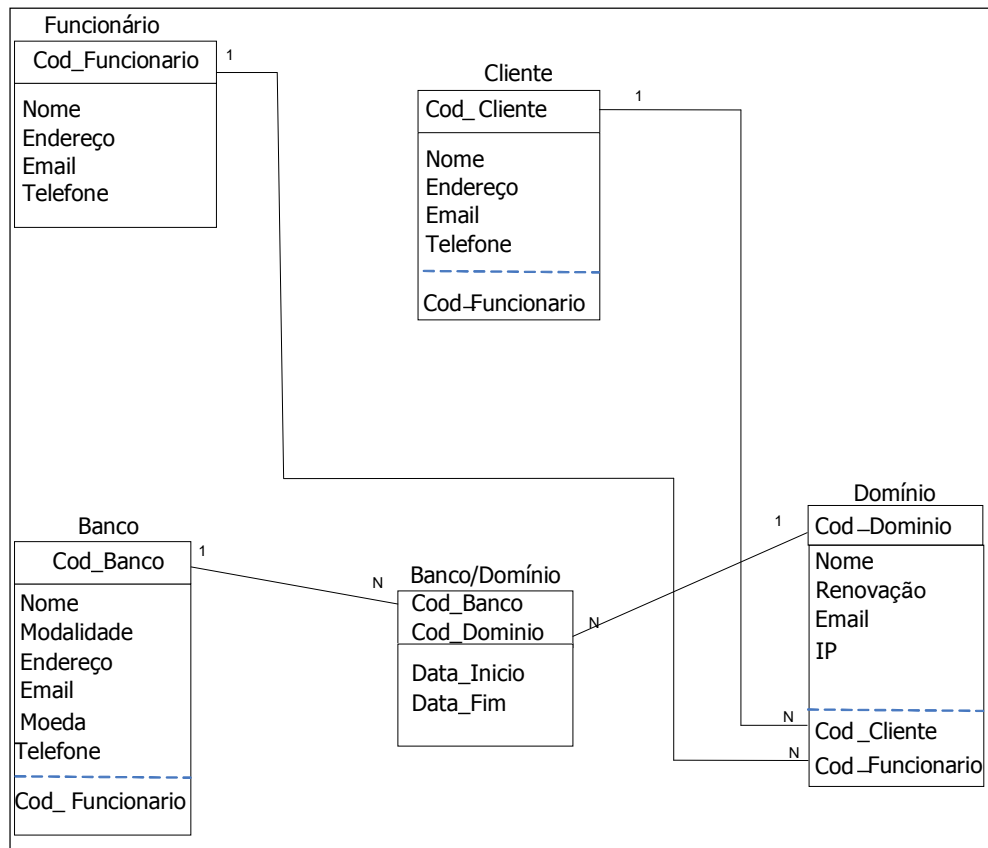 Funcionário
Cod_Funcionario
1
Nome
Endereço
Email
Telefone
Cliente
Cod_ Cliente
1
Nome
Endereço
Email
Telefone
Cod_Funcionario
Banco
Cod_Banco
1
Nome
Modalidade
Endereço
Email
Moeda
Telefone
Cod_ Funcionario
Banco/Domínio
N
Cod_Banco
Cod_Dominio
N
Data_Inicio
Data_Fim
Domínio
1
Cod_Dominio
Nome
Renovação
Email
IP
N
Cod_Cliente
N
Cod_Funcionario